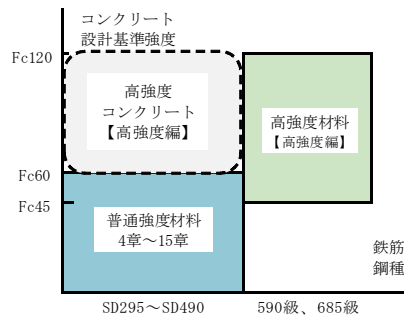 コンクリート
設計基準強度
Fc120
高強度
コンクリート
【高強度編】
高強度材料
【高強度編】
Fc60
Fc45
普通強度材料
4章～15章
鉄筋
鋼種
SD295～SD490
590級、685級